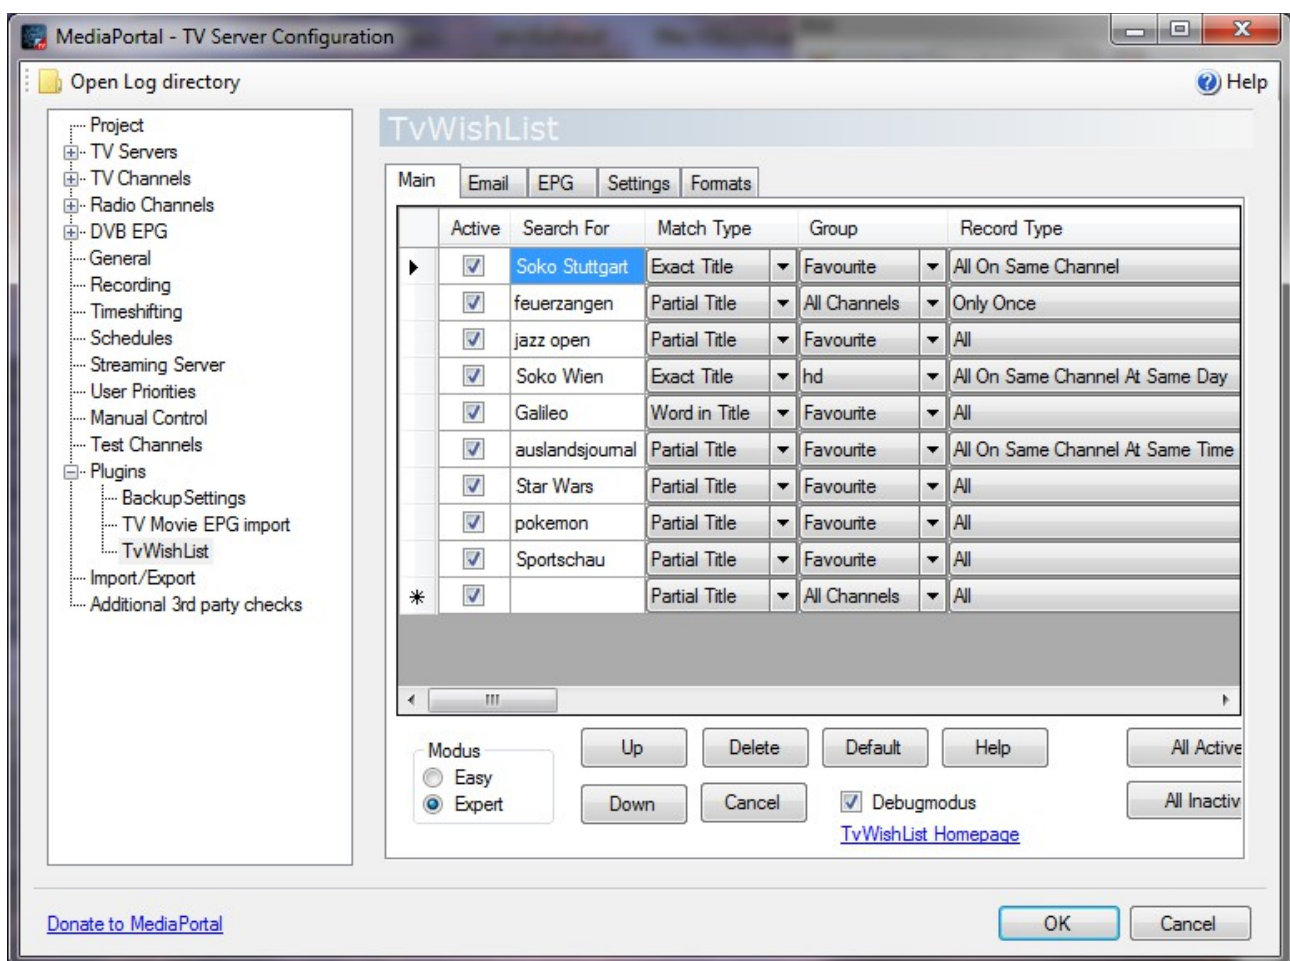 MediaPortal - TV Server Configuration
Open Log directory
Help
Project
TV Servers
TV Channels
Radio Channels
DVB EPG
General
Recording
Timeshifting
Schedules
Streaming Server
User Priorities
Manual Control
Test Channels
Plugins
BackupSettings
TV Movie EPG import
TvWishList
Import/Export
Additional 3rd party checks
TvWishList
Main Email EPG Settings Formats
Active Search For Match Type Group Record Type
Soko Stuttgart Exact Title Favourite All On Same Channel
feuerzangen Partial Title All Channels Only Once
jazz open Partial Title Favourite All
Soko Wien Exact Title hd All On Same Channel At Same Day
Galileo Word in Title Favourite All
auslandsjournal Partial Title Favourite All On Same Channel At Same Time
Star Wars Partial Title Favourite All
pokemon Partial Title Favourite All
Sportschau Partial Title Favourite All
Partial Title All Channels All
Modus
Easy
Expert
Up Delete Default Help All Active
Down Cancel Debugmodus All Inactiv
TvWishList Homepage
Donate to MediaPortal
OK Cancel